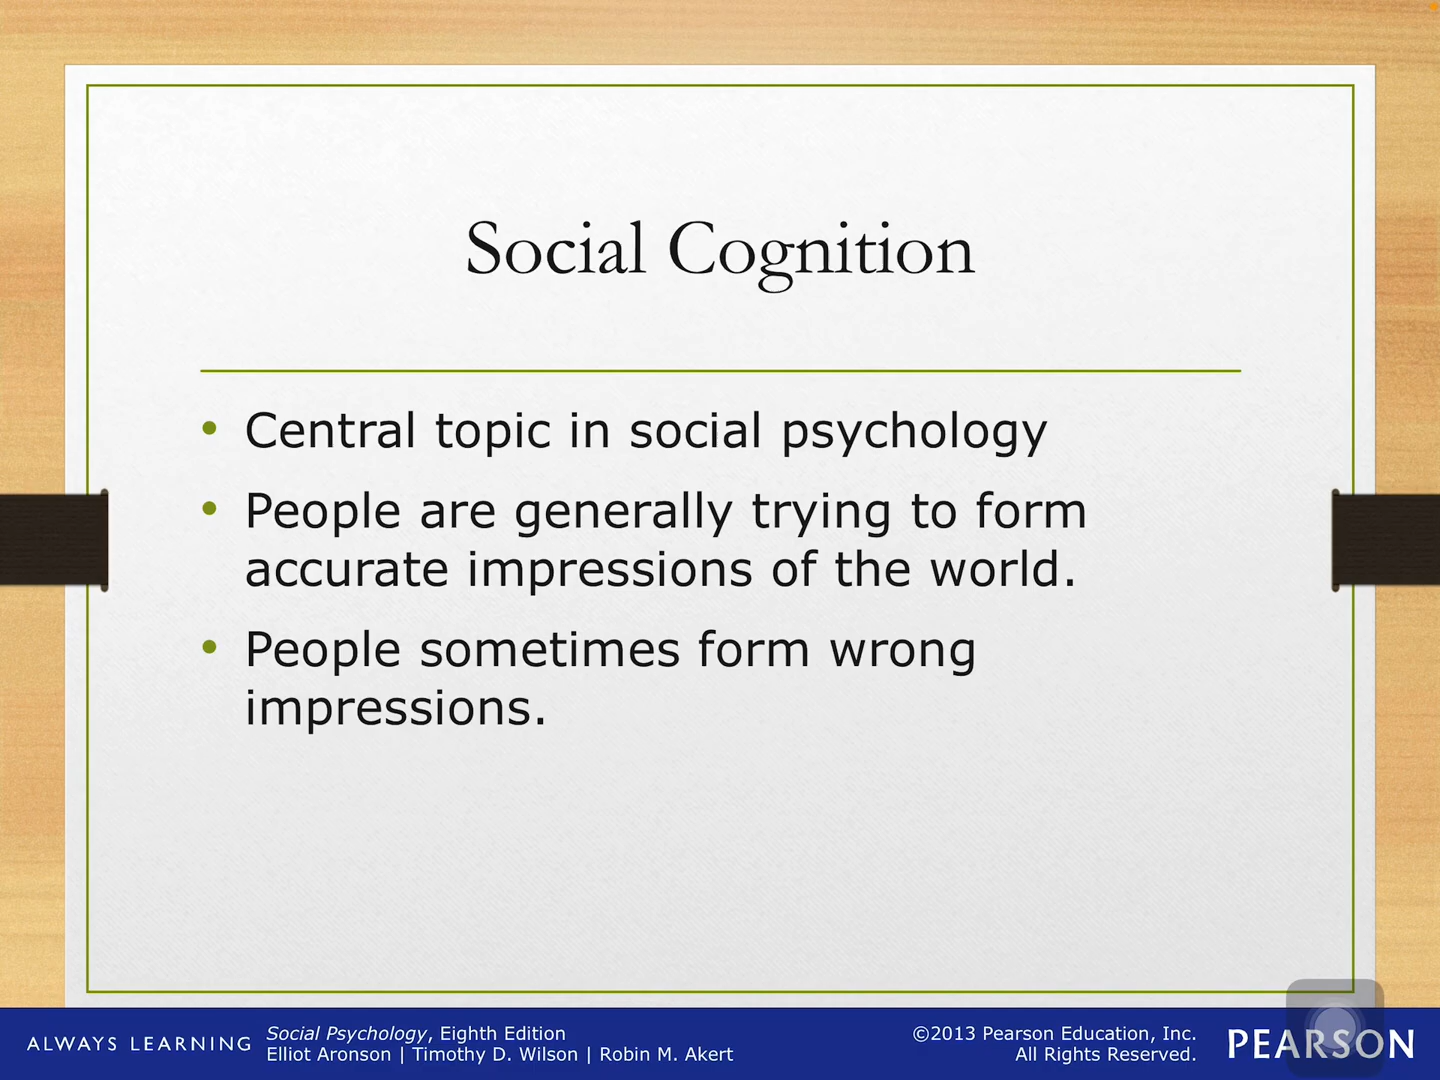 Social Cognition
• Central topic in social psychology
• People are generally trying to form
accurate impressions of the world.
• People sometimes form wrong
impressions.
ALWAYS LEARNING
Social Psychology, Eighth Edition
Elliot Aronson | Timothy D. Wilson | Robin M. Akert
©2013 Pearson Education, Inc.
All Rights Reserved.
PEARSON